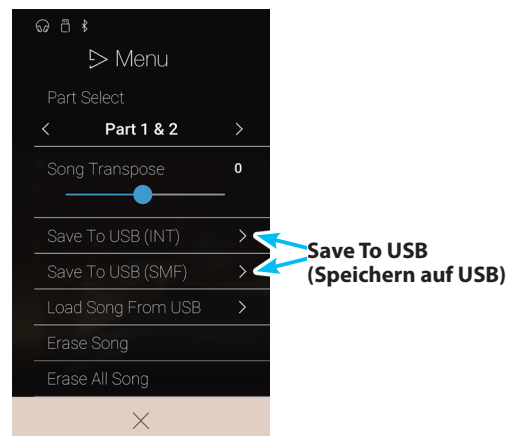 Menu
Part Select
Part 1 & 2
Song Transpose 0
Save To USB (INT)
Save To USB (SMF)
Save To USB
(Speichern auf USB)
Load Song From USB
Erase Song
Erase All Song